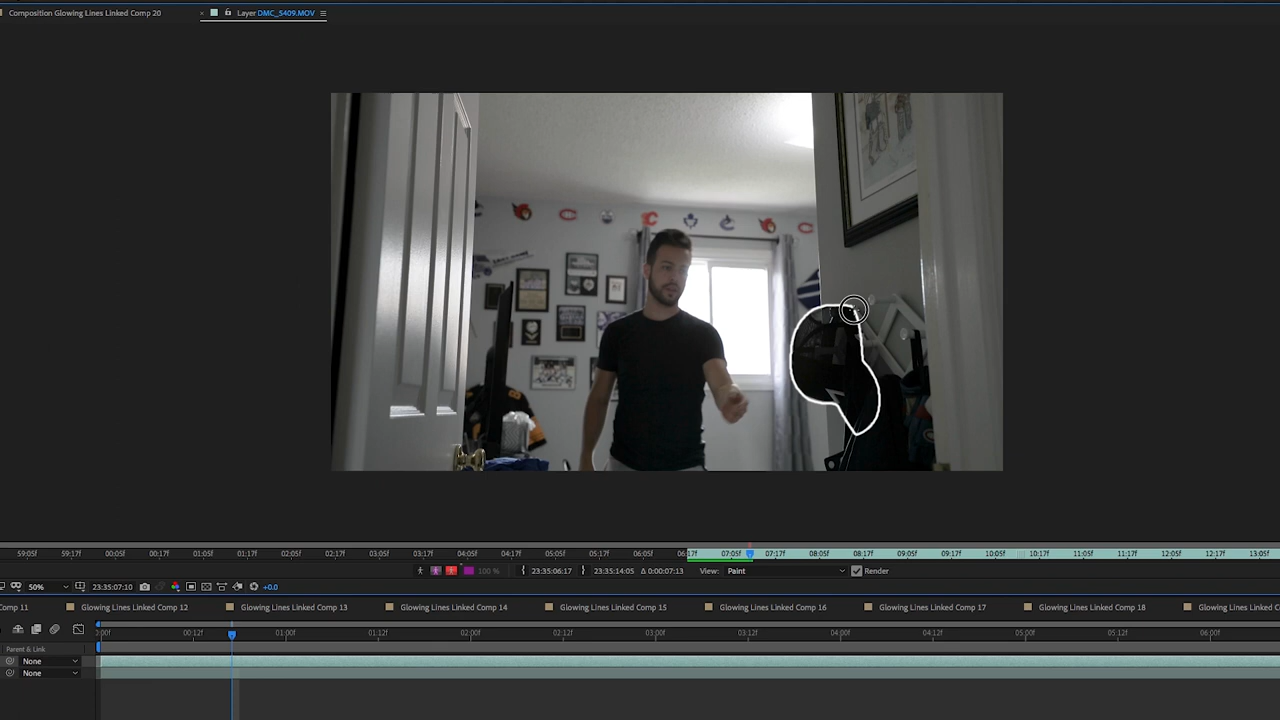 Composition Glowing Lines Linked Comp 20 × Layer DMC_5409.MOV
59:05f 59:17f 00:05f 00:17f 01:05f 01:17f 02:05f 02:17f 03:05f 03:17f 04:05f 04:17f 05:05f 05:17f 06:05f 06:17f 07:05f 07:17f 08:05f 08:17f 09:05f 09:17f 10:05f 10:17f 11:05f 11:17f 12:05f 12:17f 13:05f
100 % 23:35:06:17 23:35:14:05 Δ 0:00:07:13 View: Paint Render
50% 23:35:07:10 +0.0
Comp 11 Glowing Lines Linked Comp 12 Glowing Lines Linked Comp 13 Glowing Lines Linked Comp 14 Glowing Lines Linked Comp 15 Glowing Lines Linked Comp 16 Glowing Lines Linked Comp 17 Glowing Lines Linked Comp 18 Glowing Lines Linked C
:00f 00:12f 01:00f 01:12f 02:00f 02:12f 03:00f 03:12f 04:00f 04:12f 05:00f 05:12f 06:00f
Parent & Link
None
None